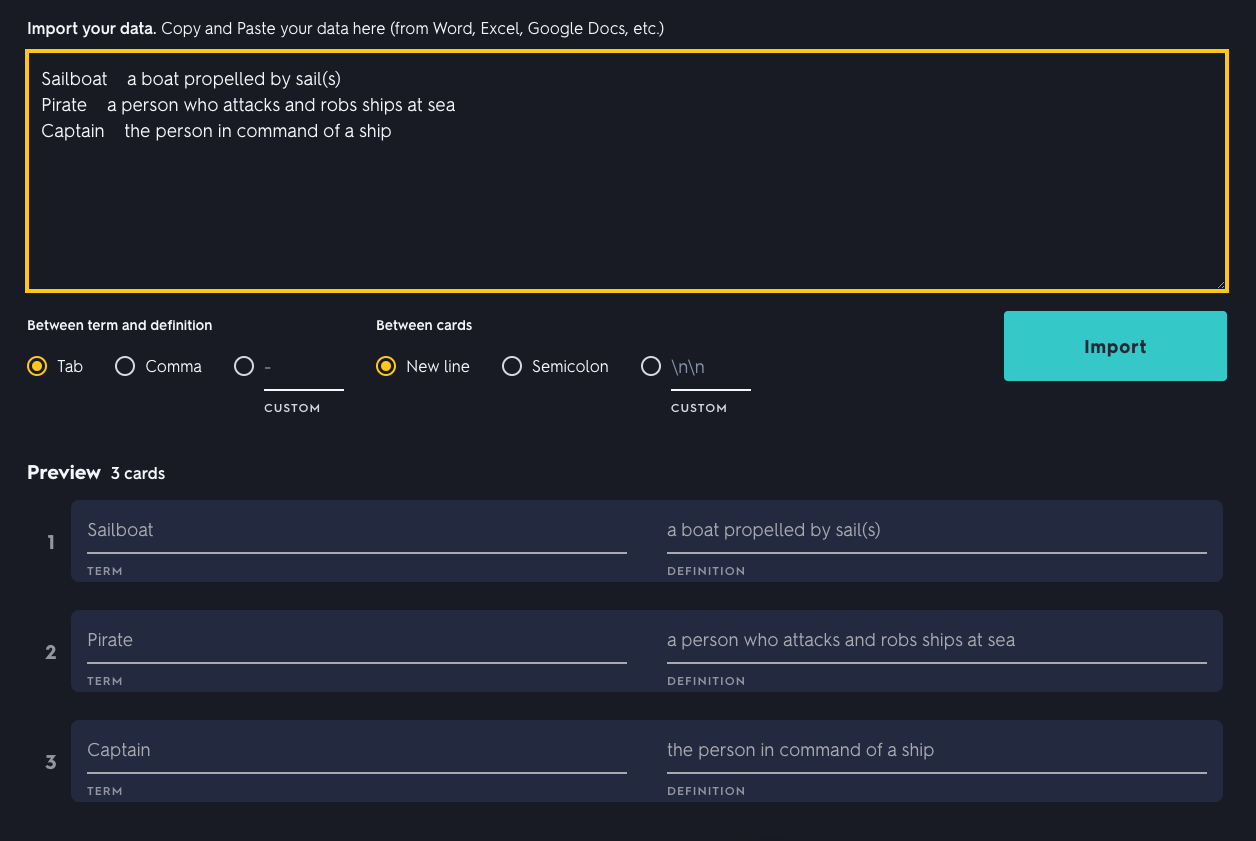 Import your data. Copy and Paste your data here (from Word, Excel, Google Docs, etc.)
Sailboat    a boat propelled by sail(s)
Pirate    a person who attacks and robs ships at sea
Captain    the person in command of a ship
Between term and definition
Between cards
Import
Tab
Comma
-
New line
Semicolon
\n\n
CUSTOM
CUSTOM
Preview 3 cards
1
Sailboat
a boat propelled by sail(s)
TERM
DEFINITION
2
Pirate
a person who attacks and robs ships at sea
TERM
DEFINITION
3
Captain
the person in command of a ship
TERM
DEFINITION